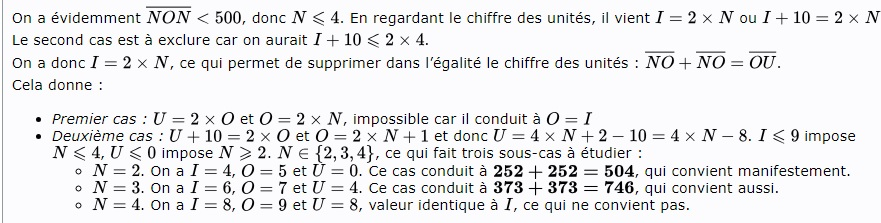 On a évidemment $\overline{NON} < 500$, donc $N \leqslant 4$. En regardant le chiffre des unités, il vient $I = 2 \times N$ ou $I + 10 = 2 \times N$
Le second cas est à exclure car on aurait $I + 10 \leqslant 2 \times 4$.
On a donc $I = 2 \times N$, ce qui permet de supprimer dans l'égalité le chiffre des unités : $\overline{NO} + \overline{NO} = \overline{OU}$.
Cela donne :
• Premier cas : $U = 2 \times O$ et $O = 2 \times N$, impossible car il conduit à $O = I$
• Deuxième cas : $U + 10 = 2 \times O$ et $O = 2 \times N + 1$ et donc $U = 4 \times N + 2 - 10 = 4 \times N - 8$. $I \leqslant 9$ impose
$N \leqslant 4$, $U \leqslant 0$ impose $N \geqslant 2$. $N \in \{2, 3, 4\}$, ce qui fait trois sous-cas à étudier :
◦ $N = 2$. On a $I = 4$, $O = 5$ et $U = 0$. Ce cas conduit à $\mathbf{252 + 252 = 504}$, qui convient manifestement.
◦ $N = 3$. On a $I = 6$, $O = 7$ et $U = 4$. Ce cas conduit à $\mathbf{373 + 373 = 746}$, qui convient aussi.
◦ $N = 4$. On a $I = 8$, $O = 9$ et $U = 8$, valeur identique à $I$, ce qui ne convient pas.